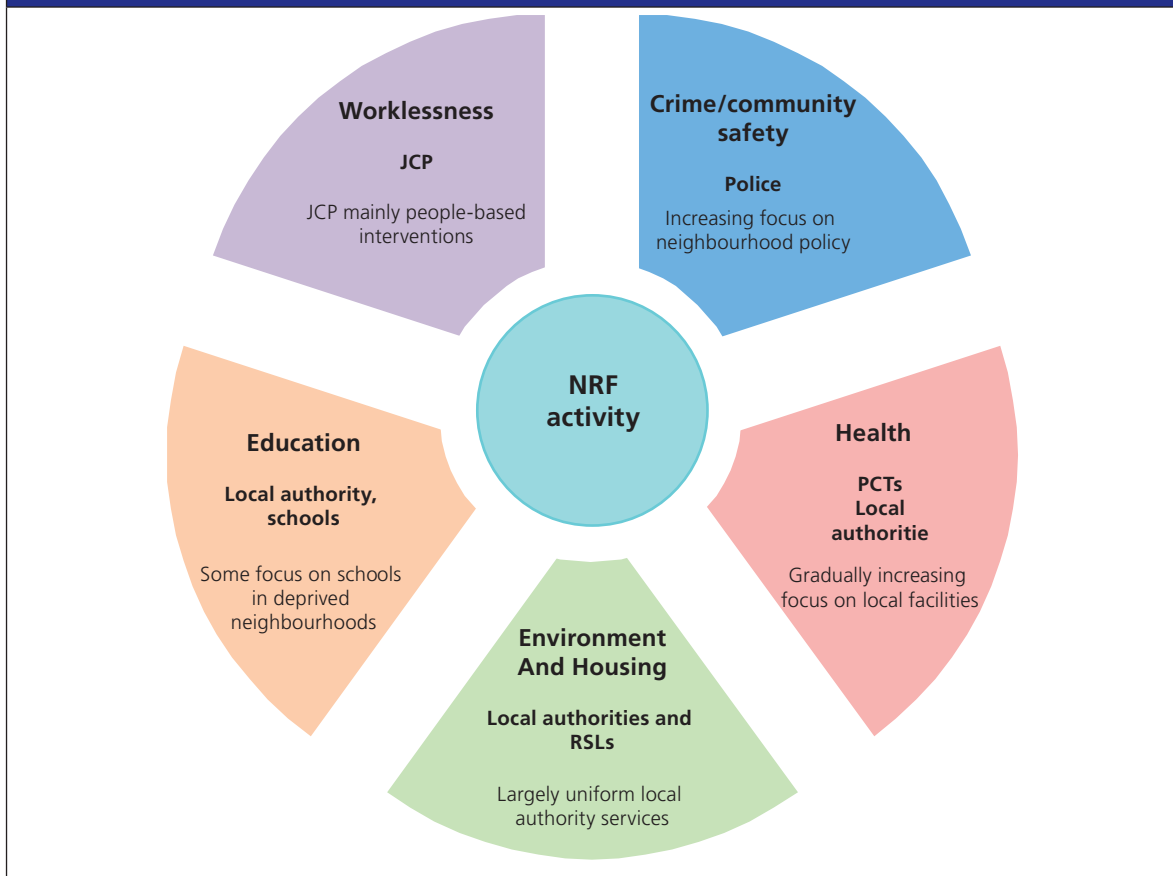 Worklessness
JCP
JCP mainly people-based
interventions
Crime/community
safety
Police
Increasing focus on
neighbourhood policy
NRF
activity
Education
Local authority,
schools
Some focus on schools
in deprived
neighbourhoods
Health
PCTs
Local
authoritie
Gradually increasing
focus on local facilities
Environment
And Housing
Local authorities and
RSLs
Largely uniform local
authority services